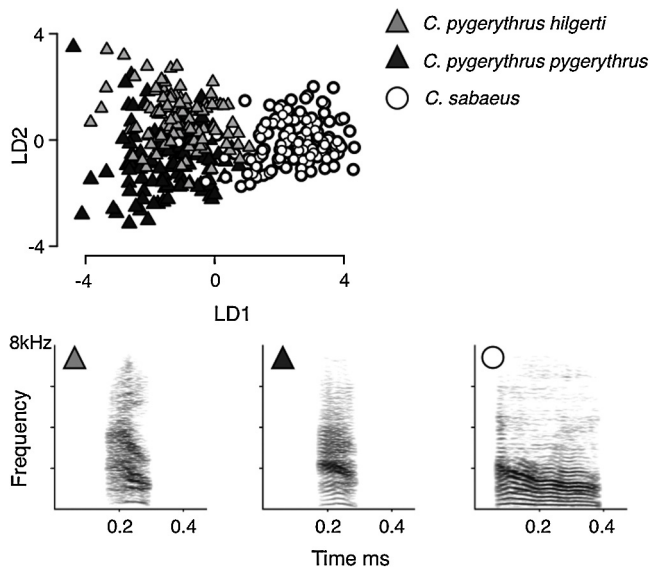 C. pygerythrus hilgerti
C. pygerythrus pygerythrus
C. sabaeus
4
0
-4
LD2
-4 0 4
LD1
8kHz
Frequency
0.2 0.4 0.2 0.4 0.2 0.4
Time ms